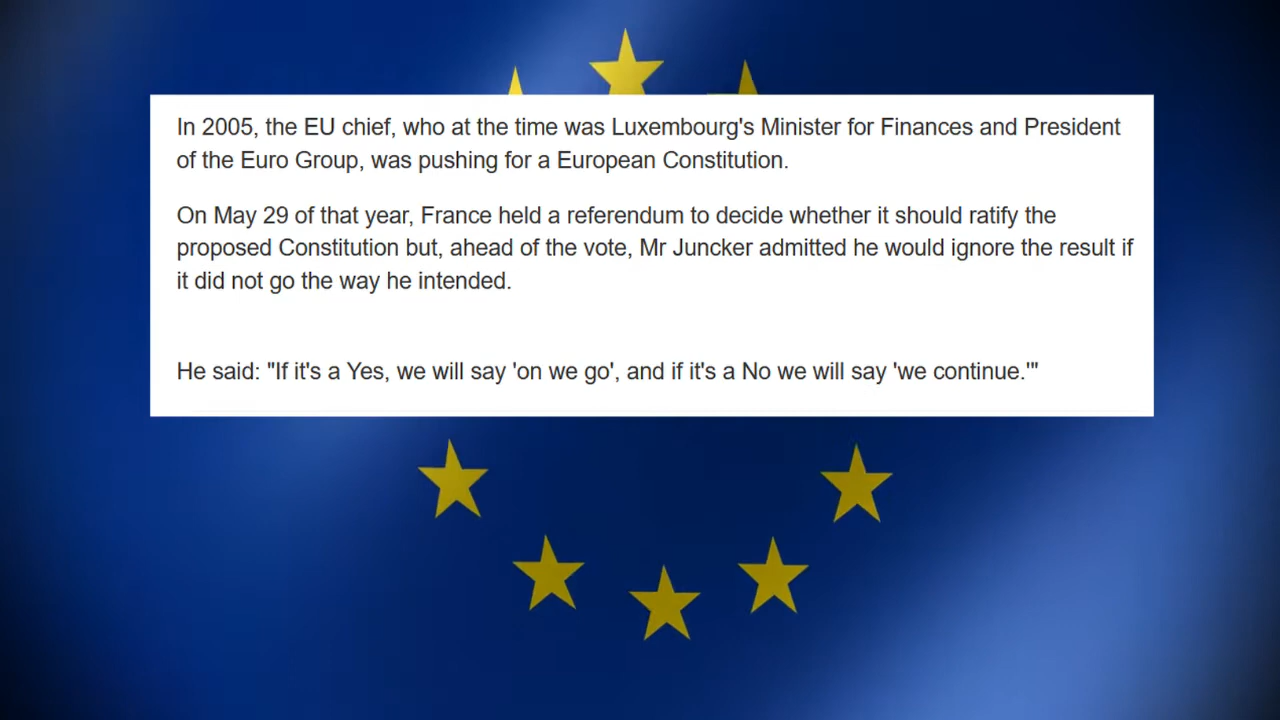 In 2005, the EU chief, who at the time was Luxembourg's Minister for Finances and President
of the Euro Group, was pushing for a European Constitution.
On May 29 of that year, France held a referendum to decide whether it should ratify the
proposed Constitution but, ahead of the vote, Mr Juncker admitted he would ignore the result if
it did not go the way he intended.
He said: "If it's a Yes, we will say 'on we go', and if it's a No we will say 'we continue.'"